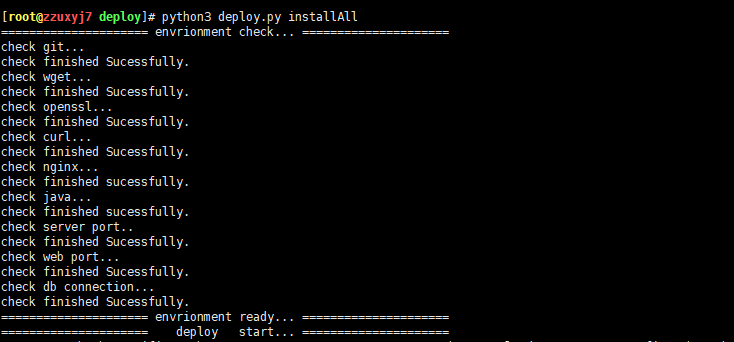 [root@zzuxyj7 deploy]# python3 deploy.py installAll
===================== envrionment check... =====================
check git...
check finished Sucessfully.
check wget...
check finished Sucessfully.
check openssl...
check finished Sucessfully.
check curl...
check finished Sucessfully.
check nginx...
check finished sucessfully.
check java...
check finished sucessfully.
check server port..
check finished Sucessfully.
check web port...
check finished Sucessfully.
check db connection...
check finished Sucessfully.
===================== envrionment ready... =====================
===================== deploy start... =====================